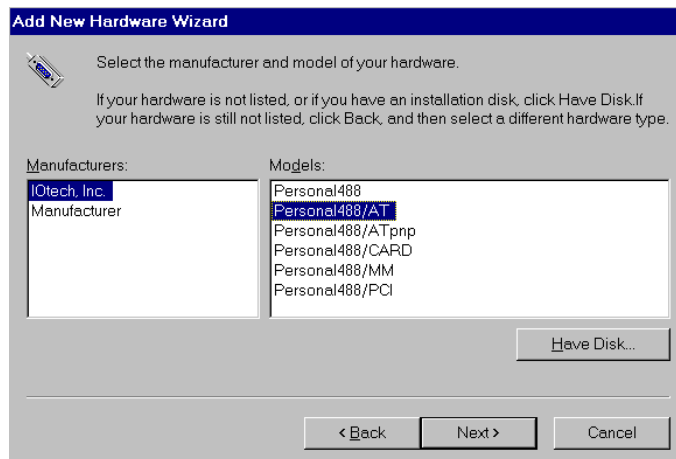 Add New Hardware Wizard
Select the manufacturer and model of your hardware.
If your hardware is not listed, or if you have an installation disk, click Have Disk.If
your hardware is still not listed, click Back, and then select a different hardware type.
Manufacturers:
IOtech, Inc.
Manufacturer
Models:
Personal488
Personal488/AT
Personal488/ATpnp
Personal488/CARD
Personal488/MM
Personal488/PCI
Have Disk...
< Back
Next >
Cancel